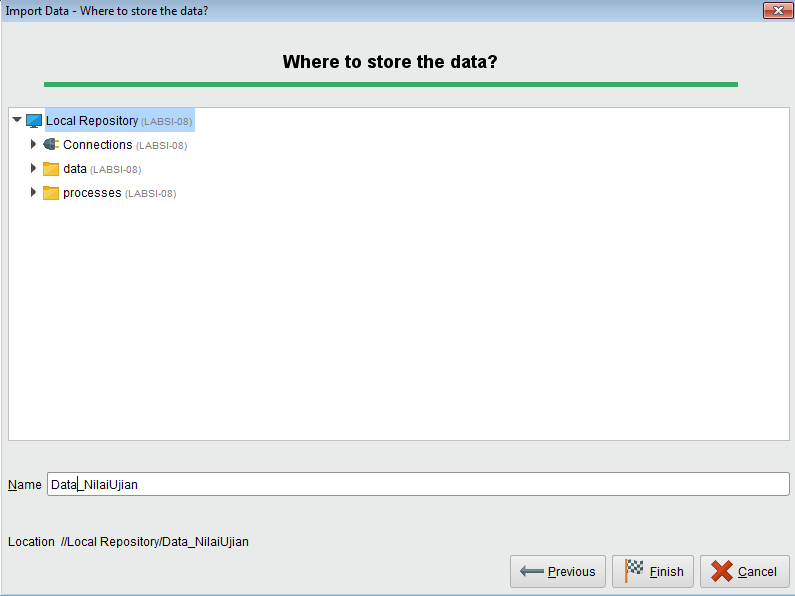 Import Data - Where to store the data?
Where to store the data?
Local Repository (LABSI-08)
Connections (LABSI-08)
data (LABSI-08)
processes (LABSI-08)
Name Data_NilaiUjian
Location //Local Repository/Data_NilaiUjian
Previous Finish Cancel